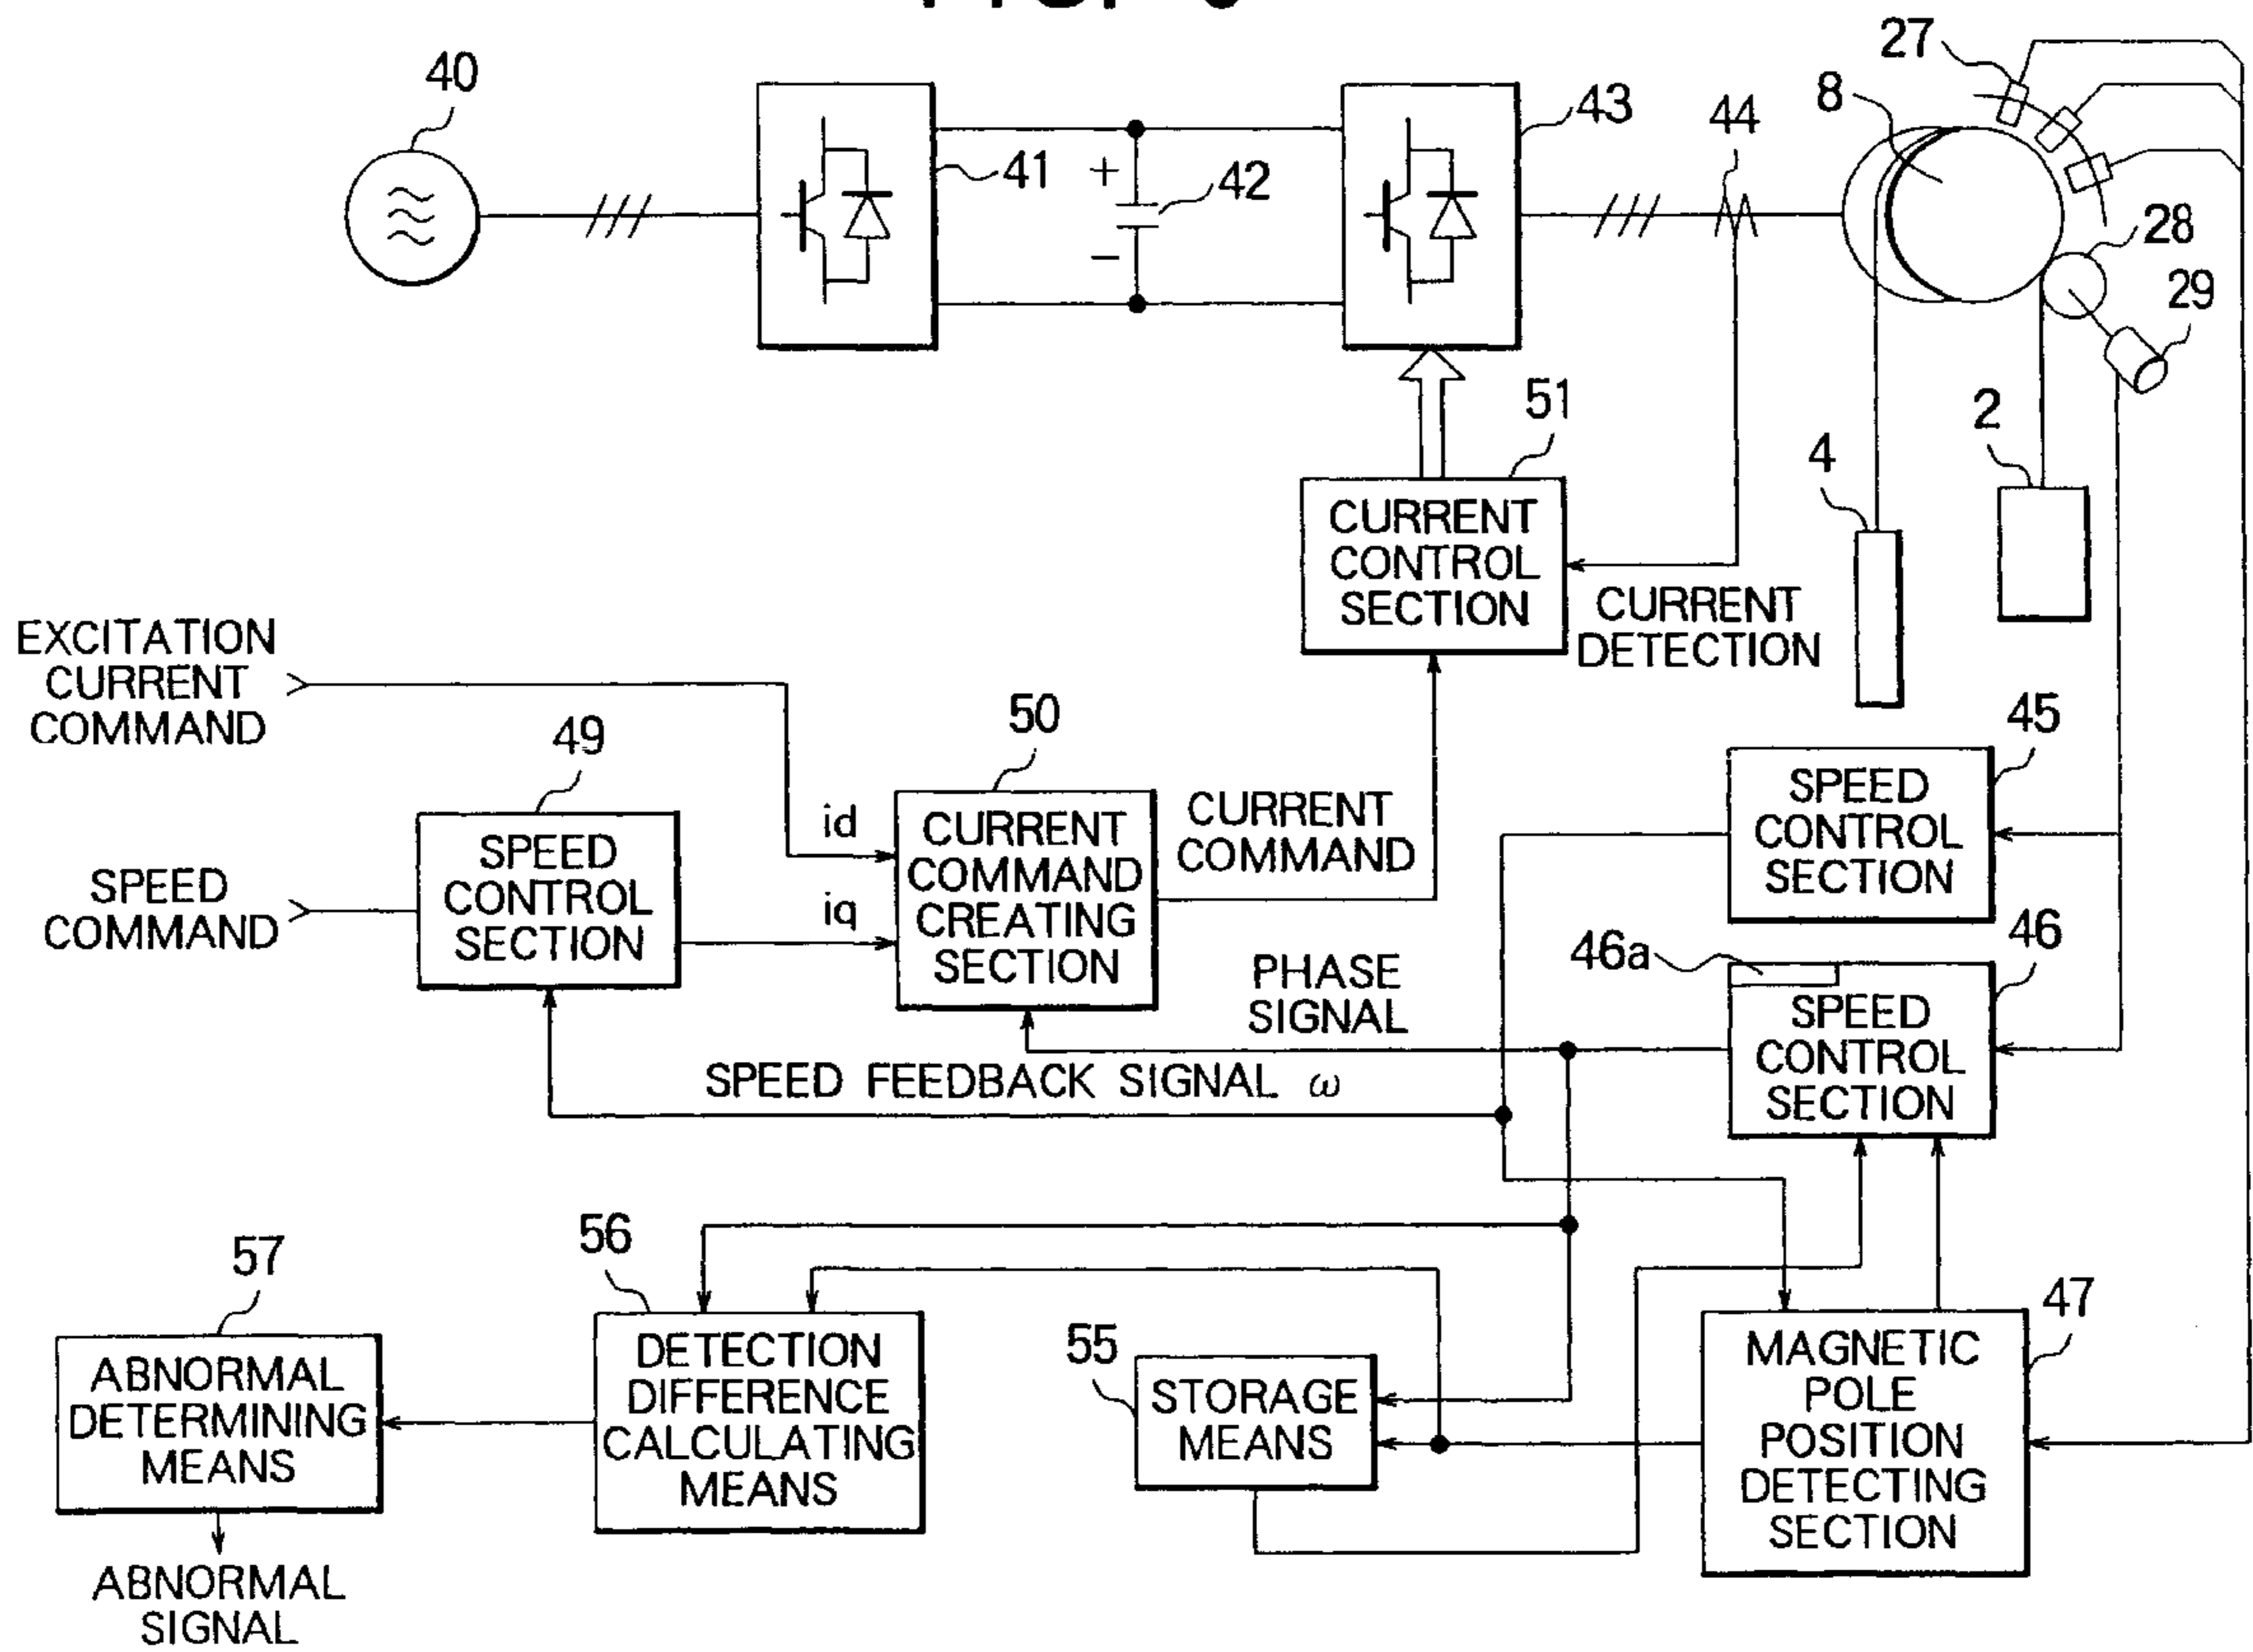 40
41
+
42
−
43
44
8
27
28
29
51
4
2
CURRENT
CONTROL
SECTION
CURRENT
DETECTION
EXCITATION
CURRENT
COMMAND
49
50
45
id
iq
SPEED
COMMAND
SPEED
CONTROL
SECTION
CURRENT
COMMAND
CREATING
SECTION
CURRENT
COMMAND
SPEED
CONTROL
SECTION
46a
46
PHASE
SIGNAL
SPEED
CONTROL
SECTION
SPEED FEEDBACK SIGNAL ω
57
56
55
47
ABNORMAL
DETERMINING
MEANS
DETECTION
DIFFERENCE
CALCULATING
MEANS
STORAGE
MEANS
MAGNETIC
POLE
POSITION
DETECTING
SECTION
ABNORMAL
SIGNAL